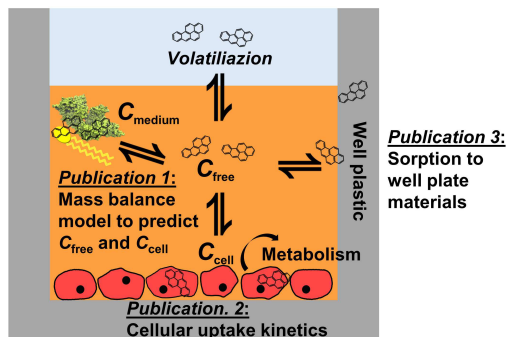 Volatiliazion
Cmedium
Cfree
Well plastic
Publication 3:
Sorption to
well plate
materials
Publication 1:
Mass balance
model to predict
Cfree and Ccell
Ccell
Metabolism
Publication. 2:
Cellular uptake kinetics